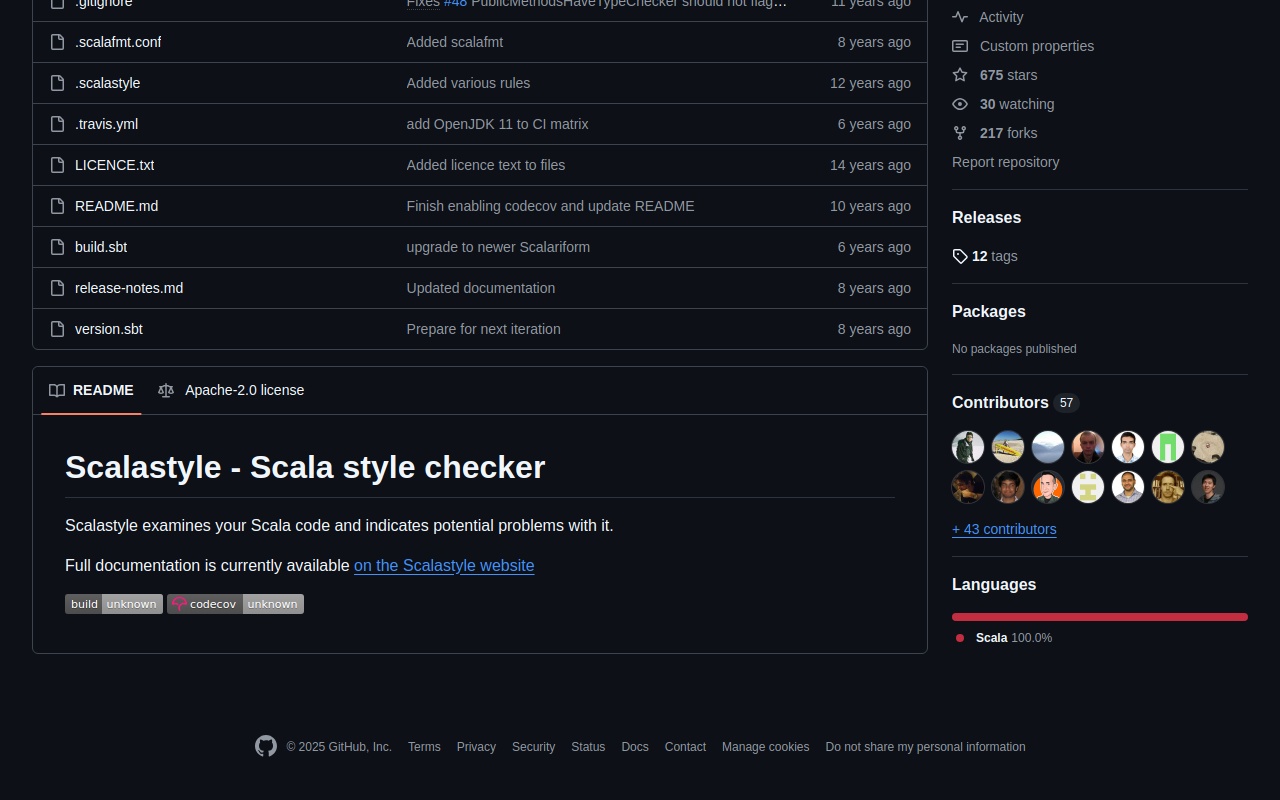 .gitignore Fixes #48 PublicMethodsHaveTypeChecker should not flag... 11 years ago
.scalafmt.conf Added scalafmt 8 years ago
.scalastyle Added various rules 12 years ago
.travis.yml add OpenJDK 11 to CI matrix 6 years ago
LICENCE.txt Added licence text to files 14 years ago
README.md Finish enabling codecov and update README 10 years ago
build.sbt upgrade to newer Scalariform 6 years ago
release-notes.md Updated documentation 8 years ago
version.sbt Prepare for next iteration 8 years ago
README Apache-2.0 license
Scalastyle - Scala style checker
Scalastyle examines your Scala code and indicates potential problems with it.
Full documentation is currently available on the Scalastyle website
build unknown codecov unknown
Activity
Custom properties
675 stars
30 watching
217 forks
Report repository
Releases
12 tags
Packages
No packages published
Contributors 57
+ 43 contributors
Languages
Scala 100.0%
© 2025 GitHub, Inc. Terms Privacy Security Status Docs Contact Manage cookies Do not share my personal information